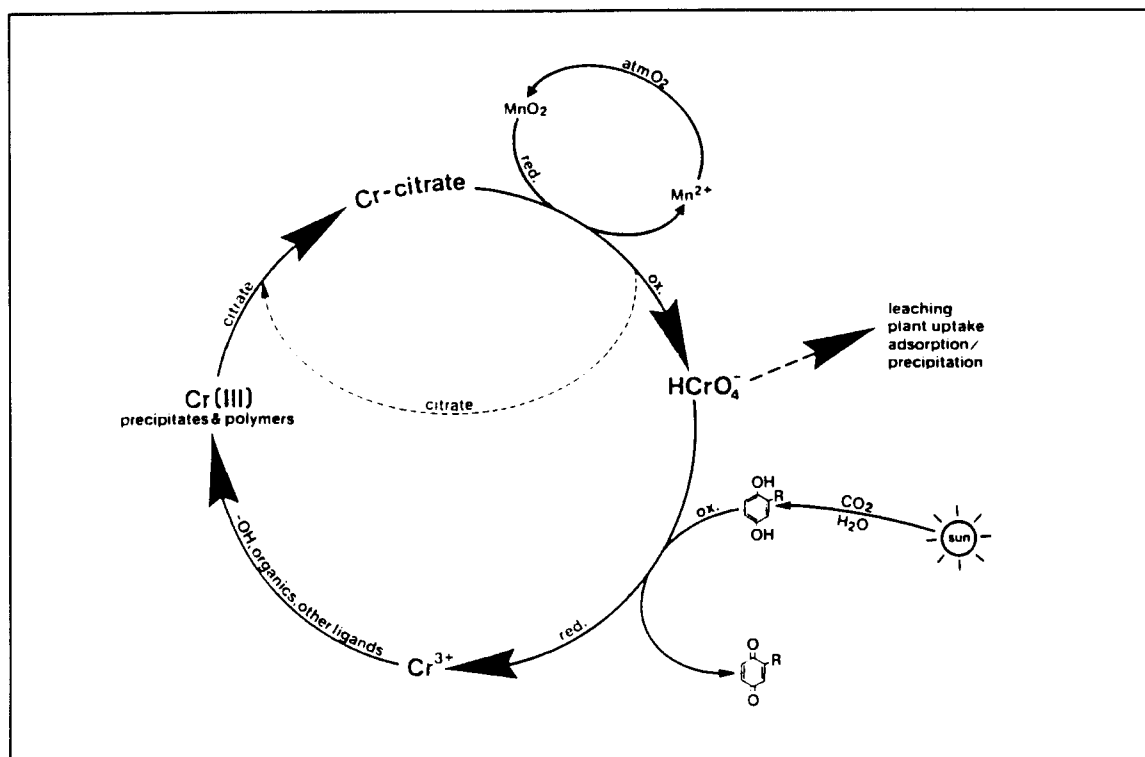 atmO2
MnO2
red.
Mn2+
Cr-citrate
ox.
citrate
leaching
plant uptake
adsorption/
precipitation
HCrO4−
citrate
Cr(III)
precipitates & polymers
OH
R
ox.
CO2
H2O
OH
sun
-OH, organics, other ligands
red.
Cr3+
O
R
O